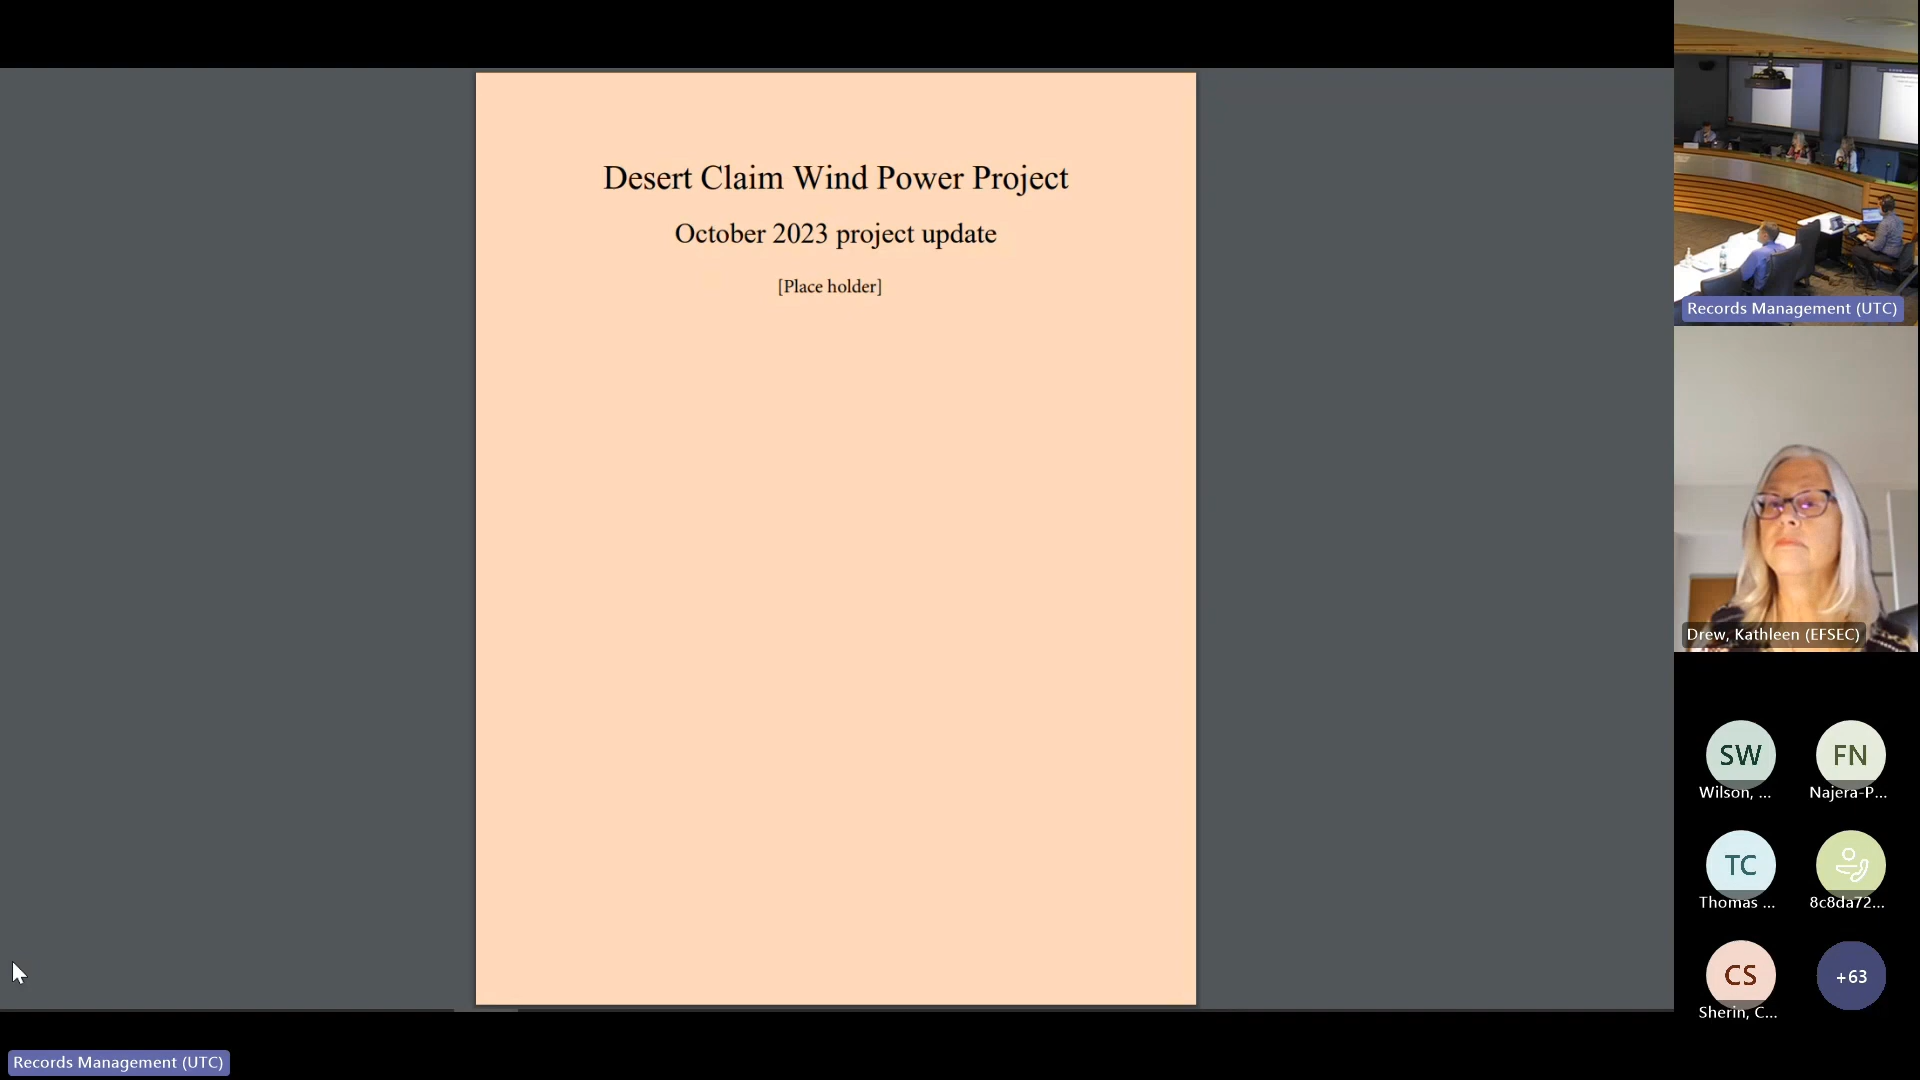 Desert Claim Wind Power Project
October 2023 project update
[Place holder]
Records Management (UTC)
Drew, Kathleen (EFSEC)
SW
Wilson, ...
FN
Najera-P...
TC
Thomas ...
8c8da72...
CS
Sherin, C...
+63
Records Management (UTC)